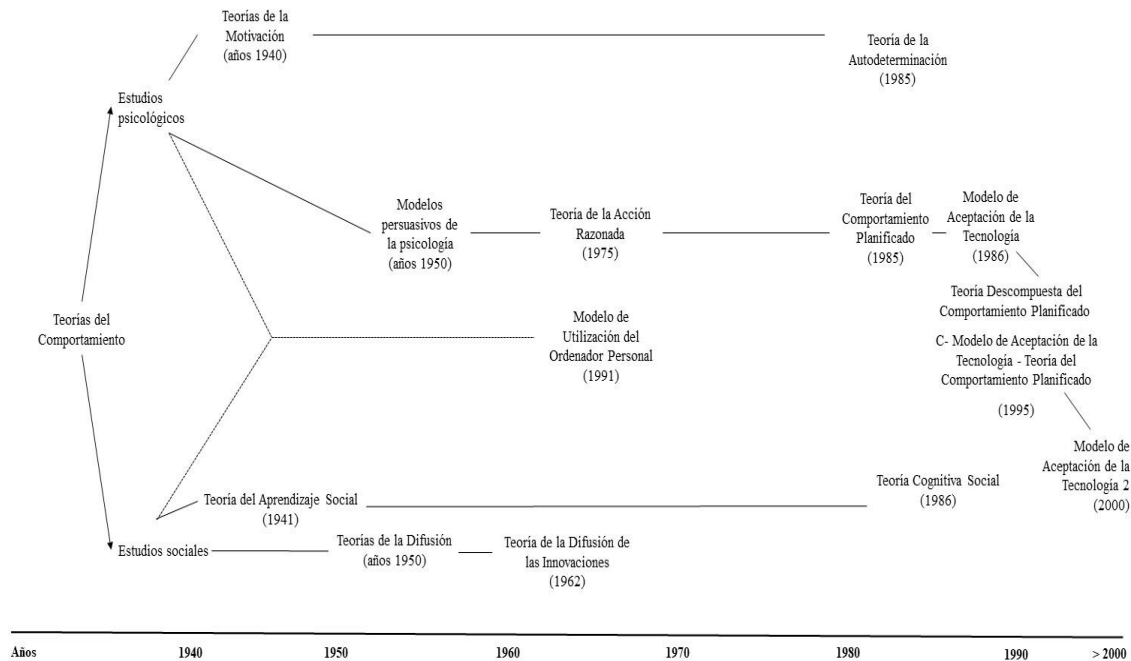 Teorías de la
Motivación
(años 1940)
Teoría de la
Autodeterminación
(1985)
Estudios
psicológicos
Modelos
persuasivos de
la psicología
(años 1950)
Teoría de la Acción
Razonada
(1975)
Teoría del
Comportamiento
Planificado
(1985)
Modelo de
Aceptación de la
Tecnología
(1986)
Teoría Descompuesta del
Comportamiento Planificado
Teorías del
Comportamiento
Modelo de
Utilización del
Ordenador Personal
(1991)
C- Modelo de Aceptación de la
Tecnología - Teoría del
Comportamiento Planificado
(1995)
Modelo de
Aceptación de la
Tecnología 2
(2000)
Teoría Cognitiva Social
(1986)
Teoría del Aprendizaje Social
(1941)
Estudios sociales
Teorías de la Difusión
(años 1950)
Teoría de la Difusión de
las Innovaciones
(1962)
Años 1940 1950 1960 1970 1980 1990 > 2000